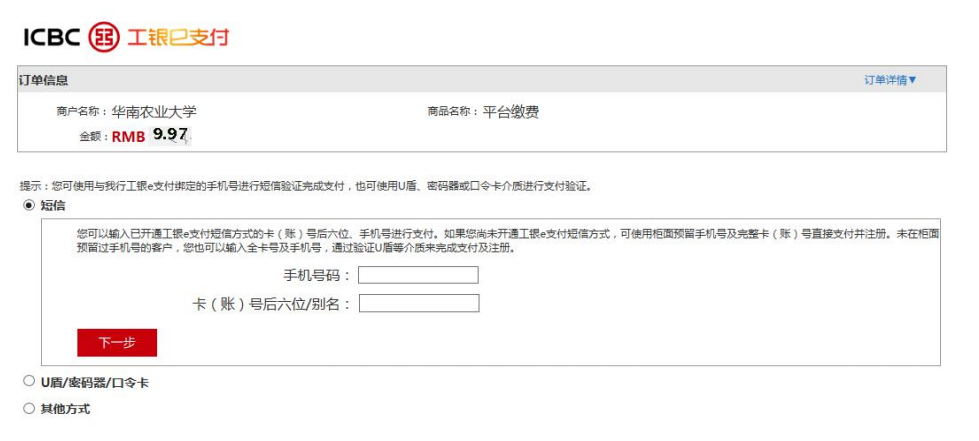 ICBC 工银e支付
订单信息 订单详情▼
商户名称：华南农业大学 商品名称：平台缴费
金额：RMB 9.97
提示：您可使用与我行工银e支付绑定的手机号进行短信验证完成支付，也可使用U盾、密码器或口令卡介质进行支付验证。
短信
您可以输入已开通工银e支付短信方式的卡（账）号后六位、手机号进行支付。如果您尚未开通工银e支付短信方式，可使用柜面预留手机号及完整卡（账）号直接支付并注册。未在柜面
预留过手机号的客户，您也可以输入全卡号及手机号，通过验证U盾等介质来完成支付及注册。
手机号码：
卡（账）号后六位/别名：
下一步
U盾/密码器/口令卡
其他方式